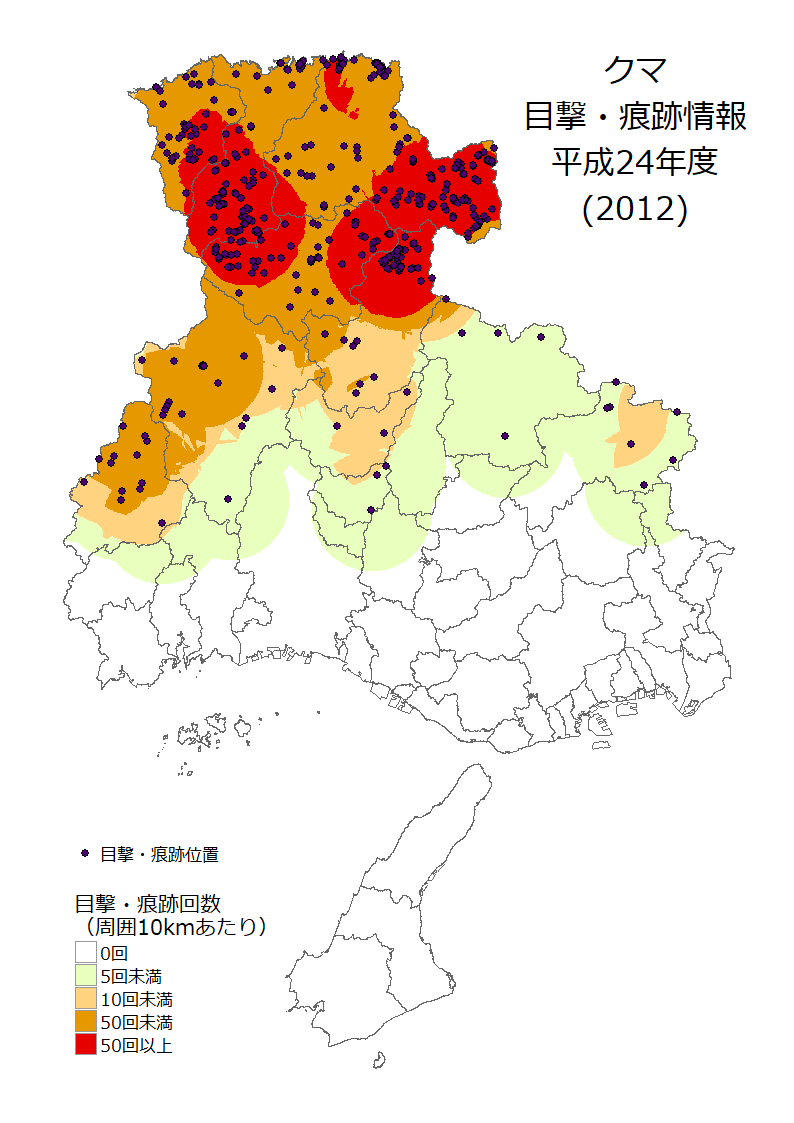 クマ
目撃・痕跡情報
平成24年度
(2012)
目撃・痕跡位置
目撃・痕跡回数
（周囲10kmあたり）
0回
5回未満
10回未満
50回未満
50回以上